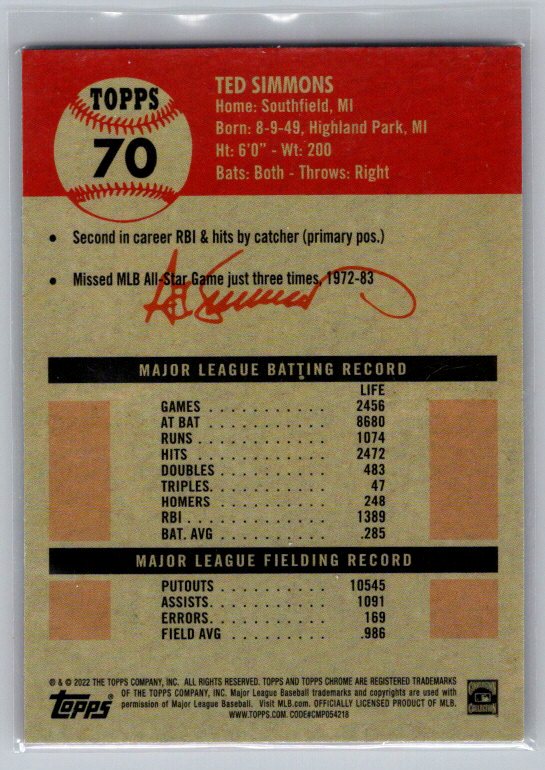 TOPPS
70
TED SIMMONS
Home: Southfield, MI
Born: 8-9-49, Highland Park, MI
Ht: 6'0" - Wt: 200
Bats: Both - Throws: Right
• Second in career RBI & hits by catcher (primary pos.)
• Missed MLB All-Star Game just three times, 1972-83
Ted Simmons
MAJOR LEAGUE BATTING RECORD
LIFE
GAMES . . . . . . . . . . . 2456
AT BAT . . . . . . . . . . . 8680
RUNS . . . . . . . . . . . . 1074
HITS . . . . . . . . . . . . 2472
DOUBLES . . . . . . . . . . 483
TRIPLES. . . . . . . . . . . 47
HOMERS . . . . . . . . . . 248
RBI . . . . . . . . . . . . . 1389
BAT. AVG . . . . . . . . . . .285
MAJOR LEAGUE FIELDING RECORD
PUTOUTS . . . . . . . . . . 10545
ASSISTS. . . . . . . . . . . 1091
ERRORS. . . . . . . . . . . 169
FIELD AVG . . . . . . . . . .986
® & © 2022 THE TOPPS COMPANY, INC. ALL RIGHTS RESERVED. TOPPS AND TOPPS CHROME ARE REGISTERED TRADEMARKS
OF THE TOPPS COMPANY, INC. Major League Baseball trademarks and copyrights are used with
permission of Major League Baseball. Visit MLB.com. OFFICIALLY LICENSED PRODUCT OF MLB.
WWW.TOPPS.COM CODE#CMP054218
Topps®